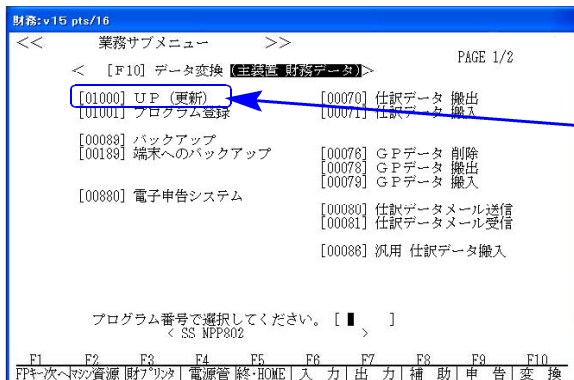 財務:v15 pts/16
<< 業務サブメニュー >>
PAGE 1/2
< [F10] データ変換 (主装置 財務データ)>
[01000] UP (更新) [00070] 仕訳データ 搬出
[01001] プログラム登録 [00071] 仕訳データ 搬入
[00089] バックアップ
[00189] 端末へのバックアップ [00076] GPデータ 削除
[00078] GPデータ 搬出
[00079] GPデータ 搬入
[00880] 電子申告システム
[00080] 仕訳データメール送信
[00081] 仕訳データメール受信
[00086] 汎用 仕訳データ搬入
プログラム番号で選択してください。 [ ]
< SS NPP802 >
F1 F2 F3 F4 F5 F6 F7 F8 F9 F10
FPキー次へ マシン資源 財プリンタ 電源管 終・HOME 入 力 出 力 補 助 申 告 変 換